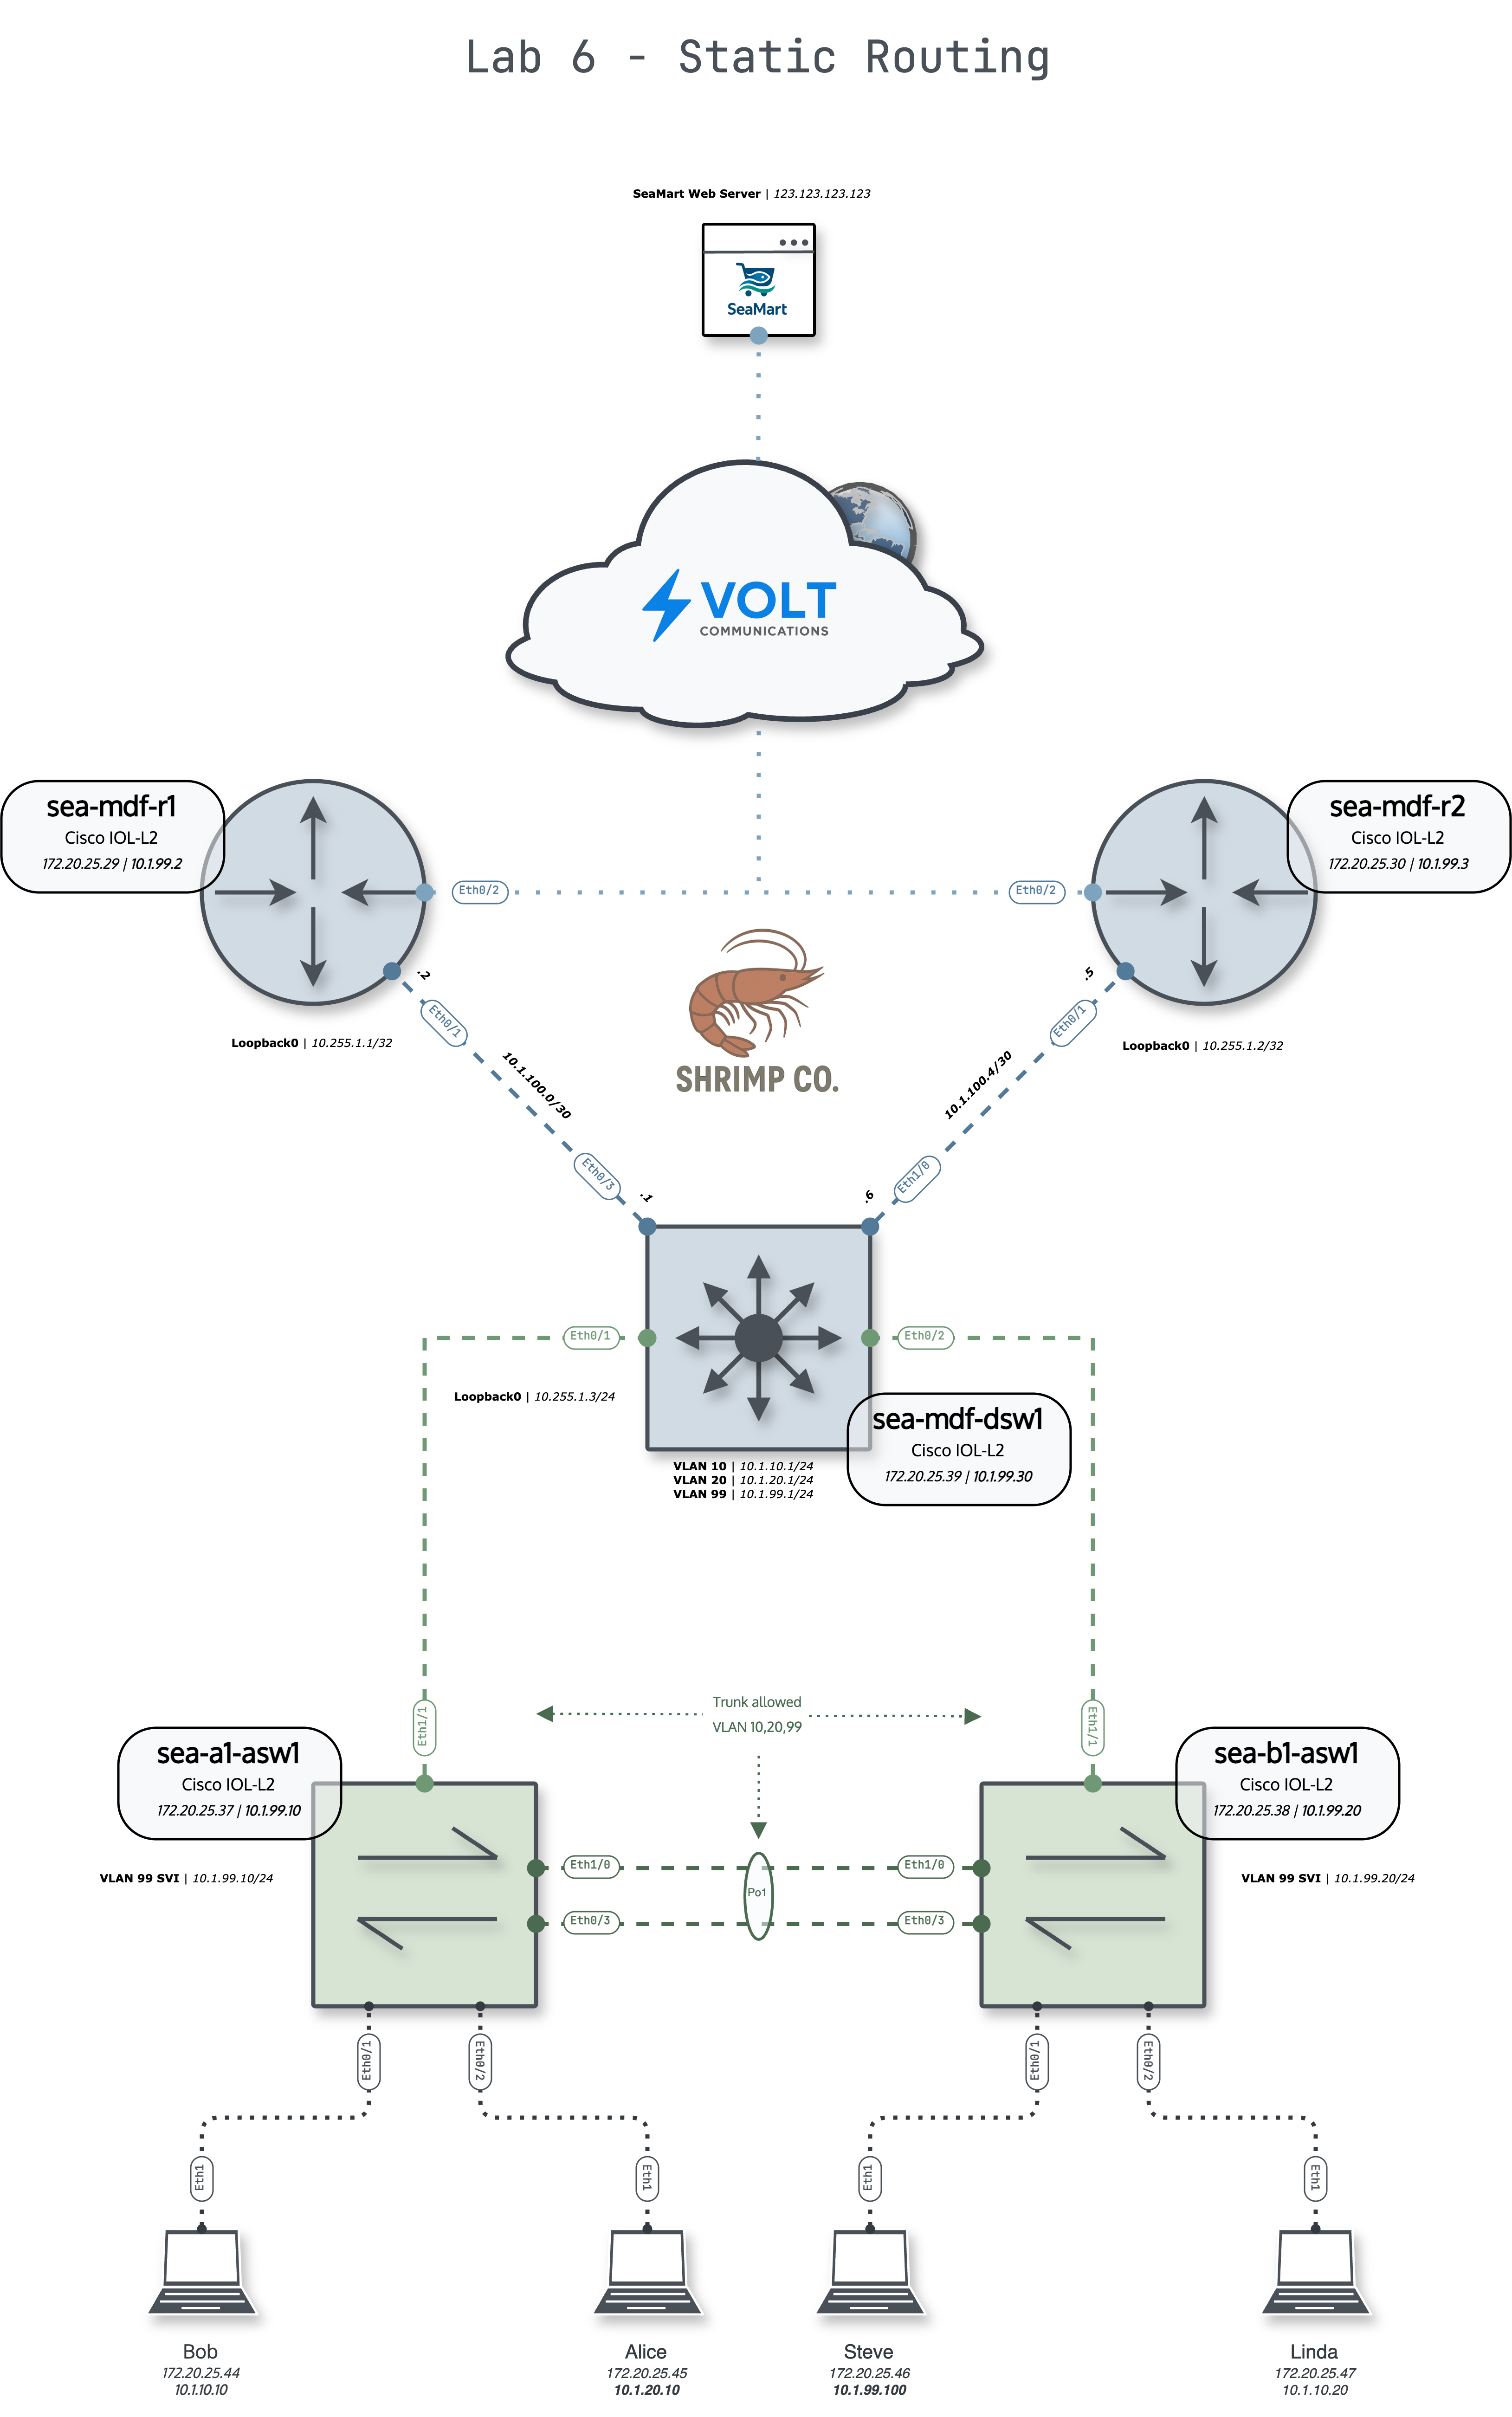 Lab 6 - Static Routing
SeaMart Web Server | 123.123.123.123
SeaMart
VOLT
COMMUNICATIONS
sea-mdf-r1
Cisco IOL-L2
172.20.25.29 | 10.1.99.2
sea-mdf-r2
Cisco IOL-L2
172.20.25.30 | 10.1.99.3
Eth0/2
Eth0/2
.2
.5
Eth0/1
Eth0/1
Loopback0 | 10.255.1.1/32
Loopback0 | 10.255.1.2/32
10.1.100.0/30
10.1.100.4/30
SHRIMP CO.
Eth0/3
Eth1/0
.1
.6
Eth0/1
Eth0/2
Loopback0 | 10.255.1.3/24
sea-mdf-dsw1
Cisco IOL-L2
172.20.25.39 | 10.1.99.30
VLAN 10 | 10.1.10.1/24
VLAN 20 | 10.1.20.1/24
VLAN 99 | 10.1.99.1/24
Eth1/1
Eth1/1
Trunk allowed
VLAN 10,20,99
sea-a1-asw1
Cisco IOL-L2
172.20.25.37 | 10.1.99.10
sea-b1-asw1
Cisco IOL-L2
172.20.25.38 | 10.1.99.20
VLAN 99 SVI | 10.1.99.10/24
VLAN 99 SVI | 10.1.99.20/24
Eth1/0
Eth1/0
Po1
Eth0/3
Eth0/3
Eth0/1
Eth0/2
Eth0/1
Eth0/2
Eth1
Eth1
Eth1
Eth1
Bob
172.20.25.44
10.1.10.10
Alice
172.20.25.45
10.1.20.10
Steve
172.20.25.46
10.1.99.100
Linda
172.20.25.47
10.1.10.20